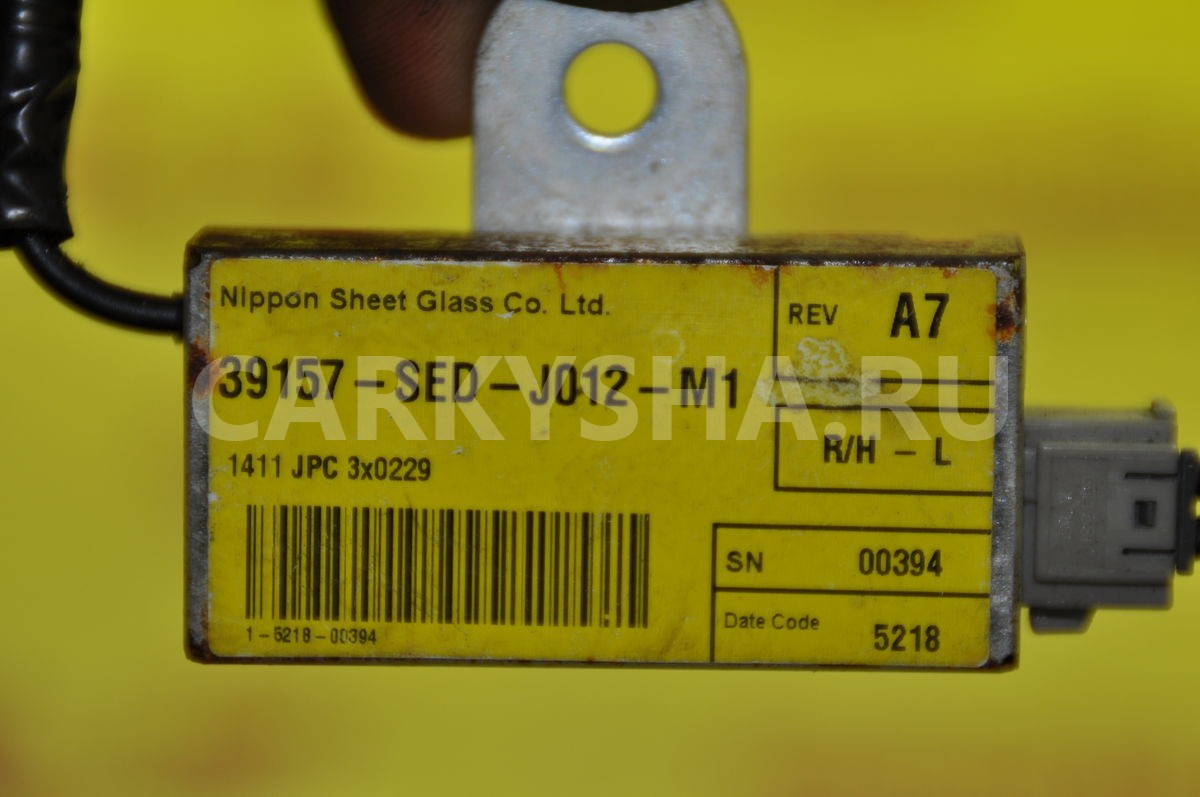 Nippon Sheet Glass Co. Ltd.
REV A7
39157-SED-J012-M1
CARKYSHA.RU
R/H - L
1411 JPC 3x0229
SN 00394
Date Code 5218
1-5218-00394